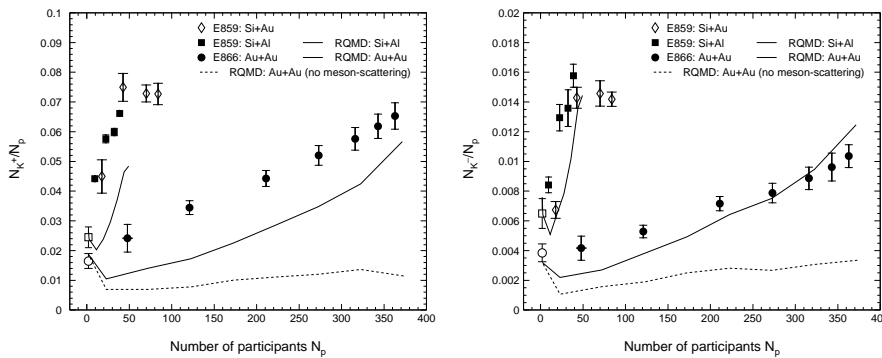 0.1
0.09
0.08
0.07
0.06
0.05
0.04
0.03
0.02
0.01
0
N_K⁺/N_p
E859: Si+Au
E859: Si+Al
RQMD: Si+Al
E866: Au+Au
RQMD: Au+Au
RQMD: Au+Au (no meson-scattering)
0 50 100 150 200 250 300 350 400
Number of participants N_p
0.02
0.018
0.016
0.014
0.012
0.01
0.008
0.006
0.004
0.002
0
N_K⁻/N_p
E859: Si+Au
E859: Si+Al
RQMD: Si+Al
E866: Au+Au
RQMD: Au+Au
RQMD: Au+Au (no meson-scattering)
0 50 100 150 200 250 300 350 400
Number of participants N_p